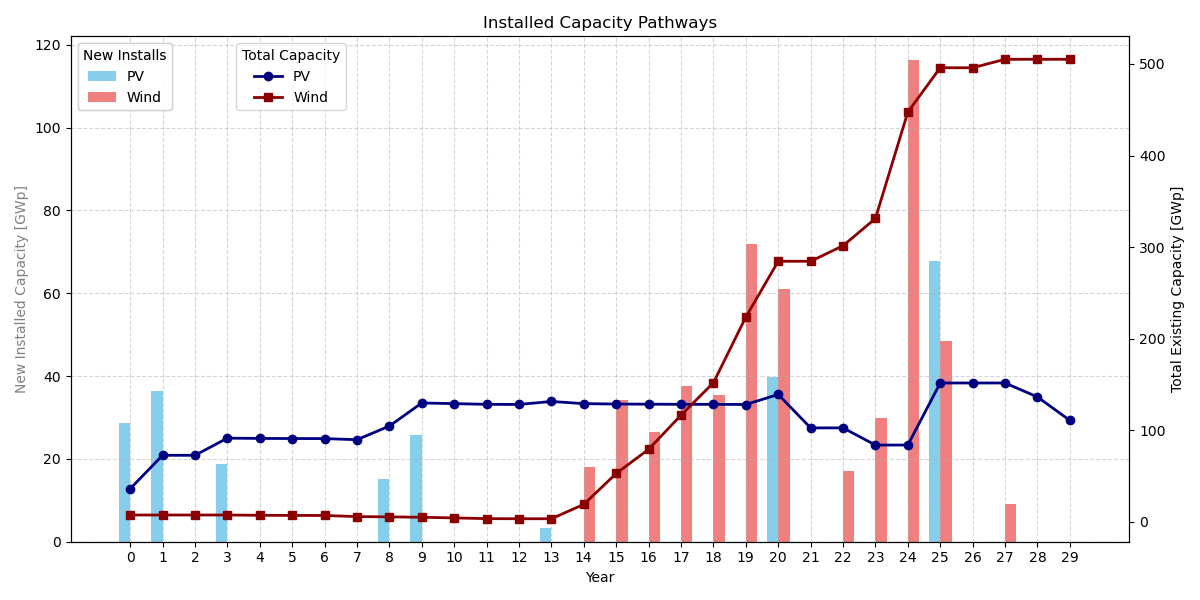 Installed Capacity Pathways
New Installs
PV
Wind
Total Capacity
PV
Wind
New Installed Capacity [GWp]
120
100
80
60
40
20
0
Total Existing Capacity [GWp]
500
400
300
200
100
0
0 1 2 3 4 5 6 7 8 9 10 11 12 13 14 15 16 17 18 19 20 21 22 23 24 25 26 27 28 29
Year